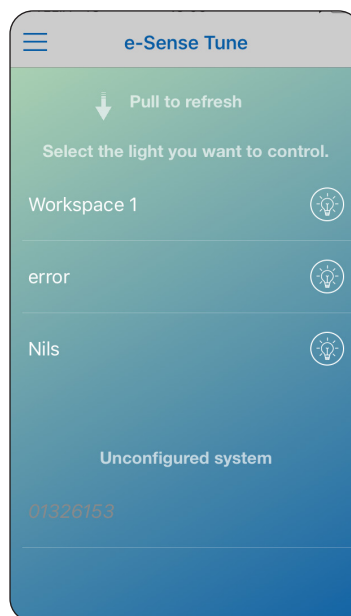 e-Sense Tune
Pull to refresh
Select the light you want to control.
Workspace 1
error
Nils
Unconfigured system
01326153